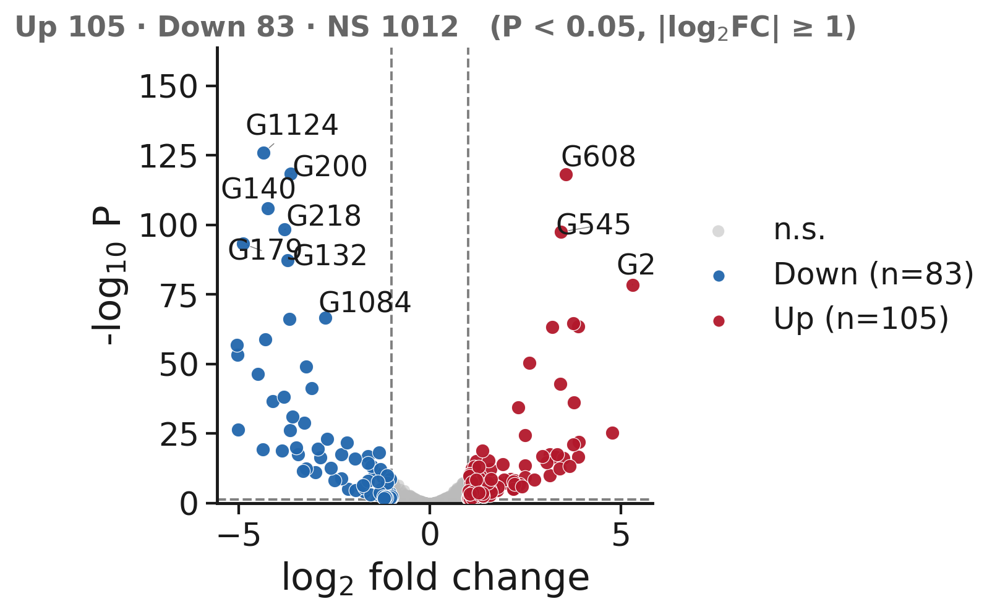 Up 105 · Down 83 · NS 1012 (P < 0.05, |log₂FC| ≥ 1)
150
125
100
75
50
25
0
-log₁₀ P
G1124
G200
G140
G218
G179
G132
G1084
G608
G545
G2
n.s.
Down (n=83)
Up (n=105)
−5
0
5
log₂ fold change